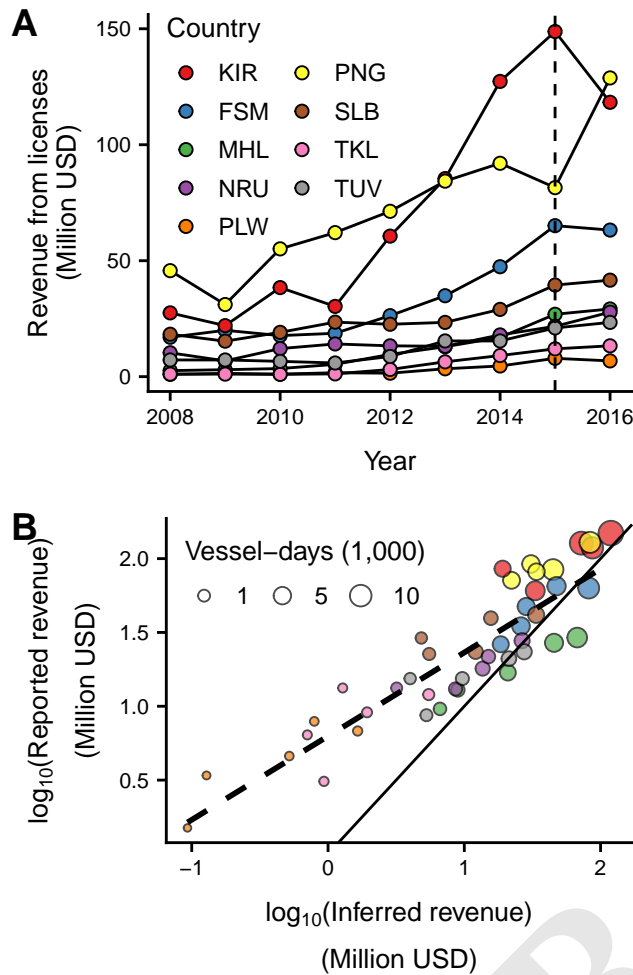 A
Country
KIR
PNG
FSM
SLB
MHL
TKL
NRU
TUV
PLW
Revenue from licenses
(Million USD)
150
100
50
0
2008
2010
2012
2014
2016
Year
B
Vessel−days (1,000)
1
5
10
log₁₀(Reported revenue)
(Million USD)
2.0
1.5
1.0
0.5
−1
0
1
2
log₁₀(Inferred revenue)
(Million USD)